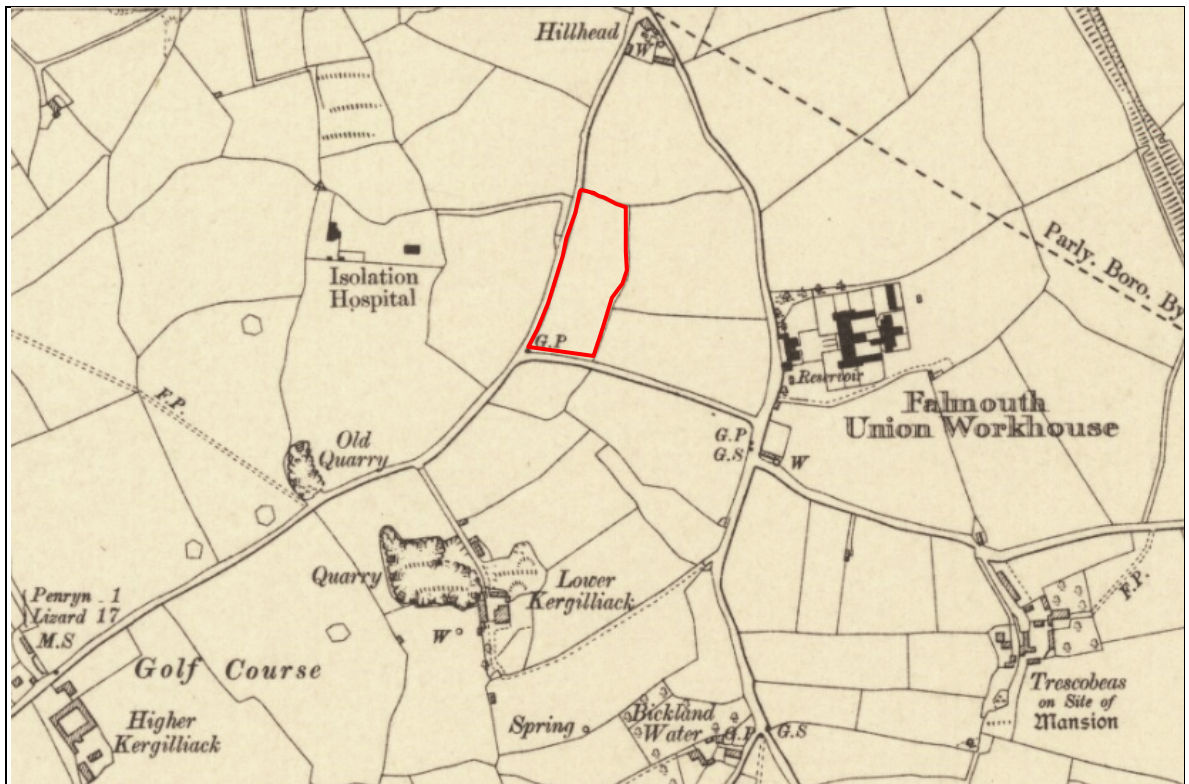 Hillhead
W
Parly. Boro. By
Isolation
Hospital
G.P
Reservoir
Falmouth
Union Workhouse
F.P.
Old
Quarry
G.P
G.S
W
Quarry
Lower
Kergilliack
W
Penryn 1
Lizard 17
M.S
Golf Course
Higher
Kergilliack
Spring
Bickland
Water
G.P
G.S
F.P.
Trescobeas
on Site of
Mansion